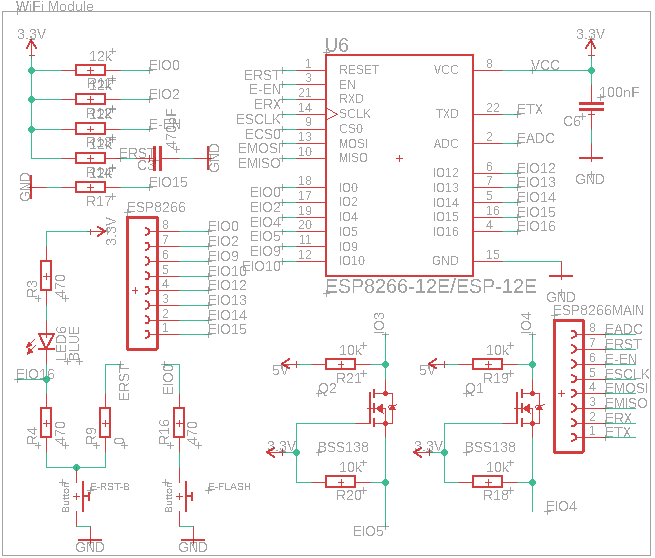 WiFi Module
3.3V
12k
EIO0
12k
EIO2
12k
12k
ERST
470pF
GND
GND
EIO15
R17
U6
ESP8266-12E/ESP-12E
ERST 1 RESET
E-EN 3 EN
ERX 21 RXD
ESCLK 14 SCLK
ECS0 9 CS0
EMOSI 13 MOSI
EMISO 10 MISO
EIO0 18 IO0
EIO2 17 IO2
EIO4 19 IO4
EIO5 20 IO5
EIO9 11 IO9
EIO10 12 IO10
VCC 8 VCC
TXD 22 ETX
ADC 2 EADC
IO12 6 EIO12
IO13 7 EIO13
IO14 5 EIO14
IO15 16 EIO15
IO16 4 EIO16
GND 15
GND
3.3V
100nF
C6
GND
ESP8266
8 EIO0
7 EIO2
6 EIO9
5 EIO10
4 EIO12
3 EIO13
2 EIO14
1 EIO15
3.3V
R3
470
LED6
BLUE
EIO16
R4
470
R9
0
ERST
EIO0
R16
470
Button
E-RST-B
Button
E-FLASH
GND
GND
IO3
5V
10k
R21
Q2
3.3V
BSS138
10k
R20
EIO5
IO4
5V
10k
R19
Q1
3.3V
BSS138
10k
R18
EIO4
ESP8266MAIN
8 EADC
7 ERST
6 E-EN
5 ESCLK
4 EMOSI
3 EMISO
2 ERX
1 ETX